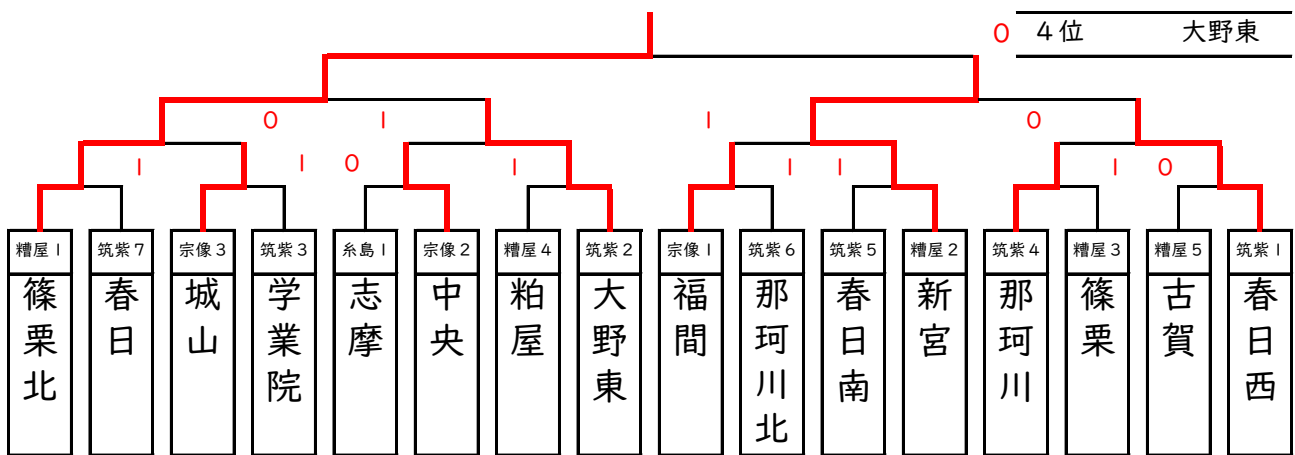 0 4位 大野東
0 1 1 0
1 1 0 1 1 1 1 0
糟屋1 筑紫7 宗像3 筑紫3 糸島1 宗像2 糟屋4 筑紫2 宗像1 筑紫6 筑紫5 糟屋2 筑紫4 糟屋3 糟屋5 筑紫1
篠栗北
春日
城山
学業院
志摩
中央
粕屋
大野東
福間
那珂川北
春日南
新宮
那珂川
篠栗
古賀
春日西